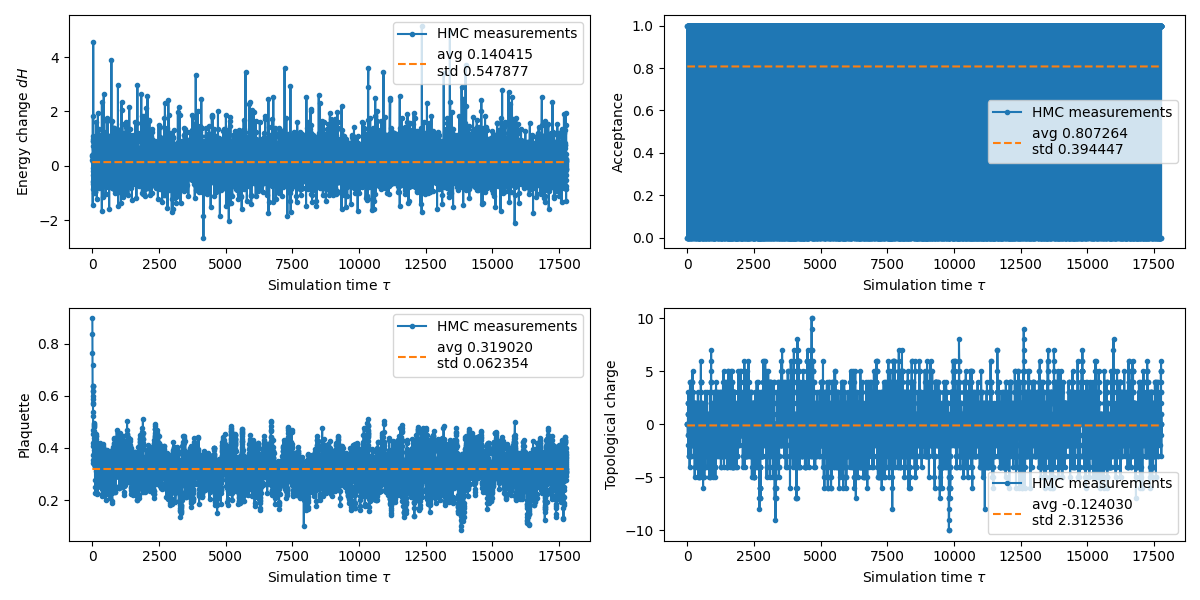 Energy change dH
4
2
0
−2
0
2500
5000
7500
10000
12500
15000
17500
Simulation time τ
HMC measurements
avg 0.140415
std 0.547877
Acceptance
1.0
0.8
0.6
0.4
0.2
0.0
0
2500
5000
7500
10000
12500
15000
17500
Simulation time τ
HMC measurements
avg 0.807264
std 0.394447
Plaquette
0.8
0.6
0.4
0.2
0
2500
5000
7500
10000
12500
15000
17500
Simulation time τ
HMC measurements
avg 0.319020
std 0.062354
Topological charge
10
5
0
−5
−10
0
2500
5000
7500
10000
12500
15000
17500
Simulation time τ
HMC measurements
avg -0.124030
std 2.312536